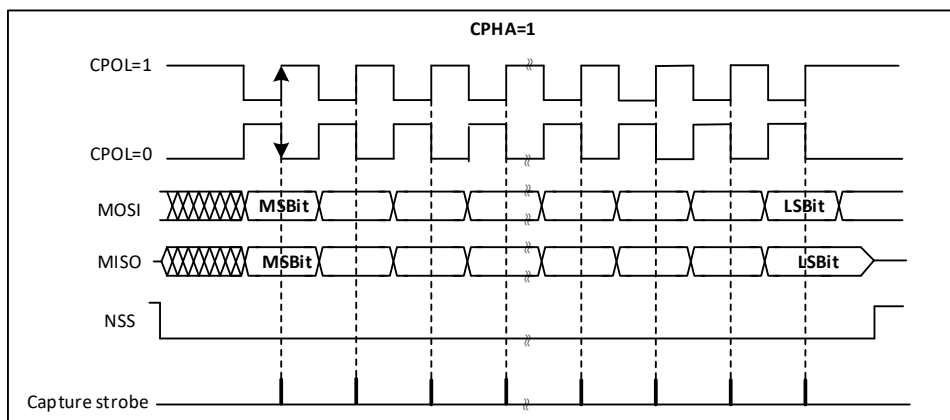 CPHA=1
CPOL=1
CPOL=0
MOSI MSBit LSBit
MISO MSBit LSBit
NSS
Capture strobe